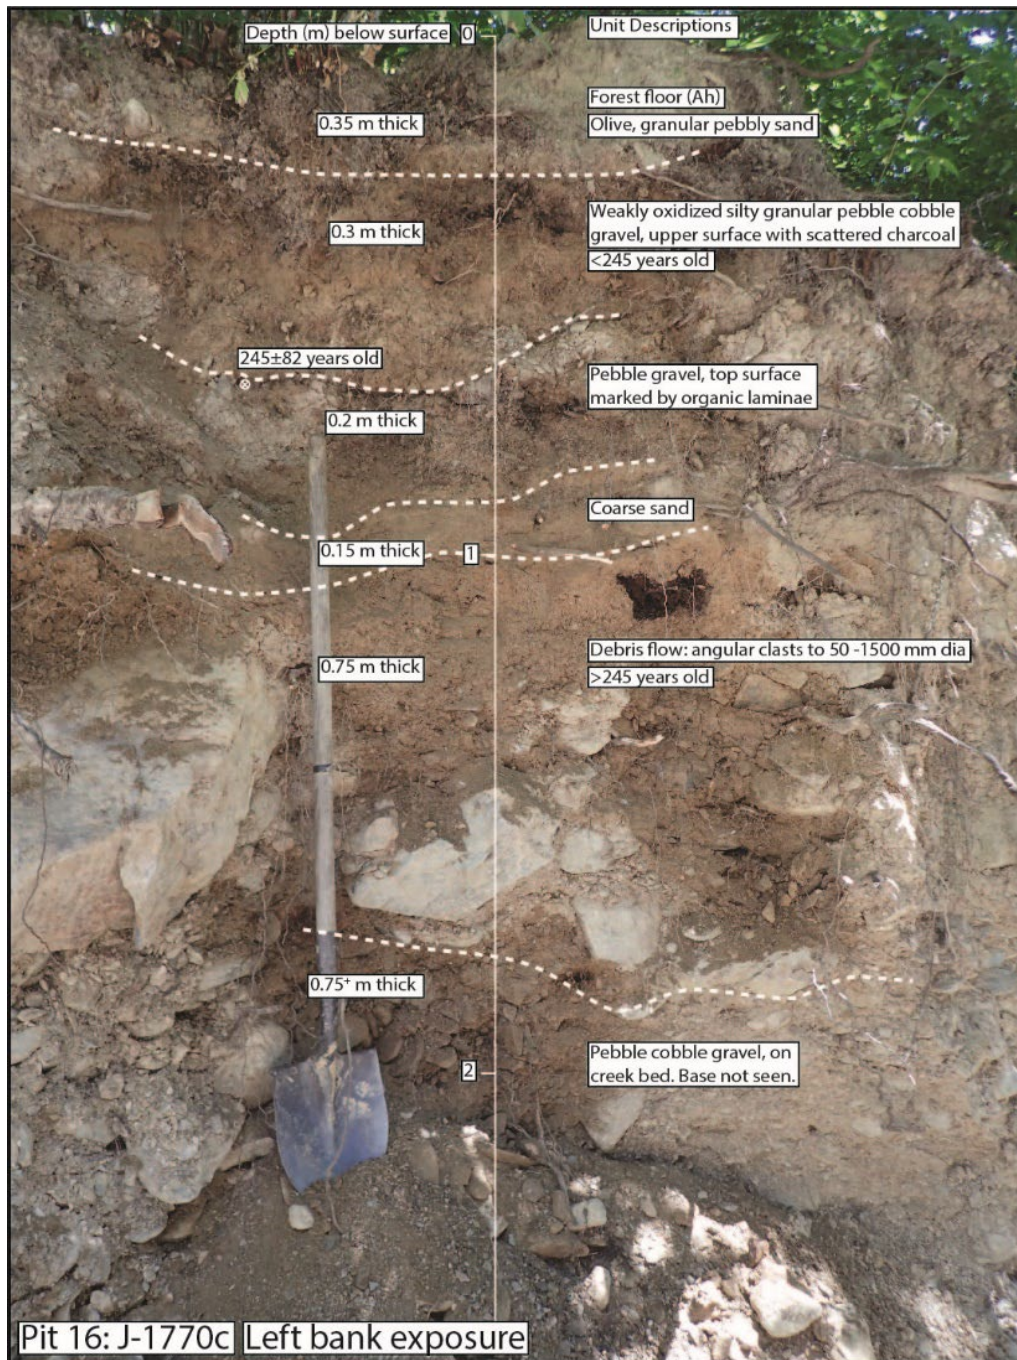 Depth (m) below surface 0
Unit Descriptions
Forest floor (Ah)
0.35 m thick
Olive, granular pebbly sand
0.3 m thick
Weakly oxidized silty granular pebble cobble
gravel, upper surface with scattered charcoal
<245 years old
245±82 years old
⊗
Pebble gravel, top surface
marked by organic laminae
0.2 m thick
Coarse sand
0.15 m thick
1
0.75 m thick
Debris flow: angular clasts to 50 -1500 mm dia
>245 years old
0.75⁺ m thick
2
Pebble cobble gravel, on
creek bed. Base not seen.
Pit 16: J-1770c Left bank exposure